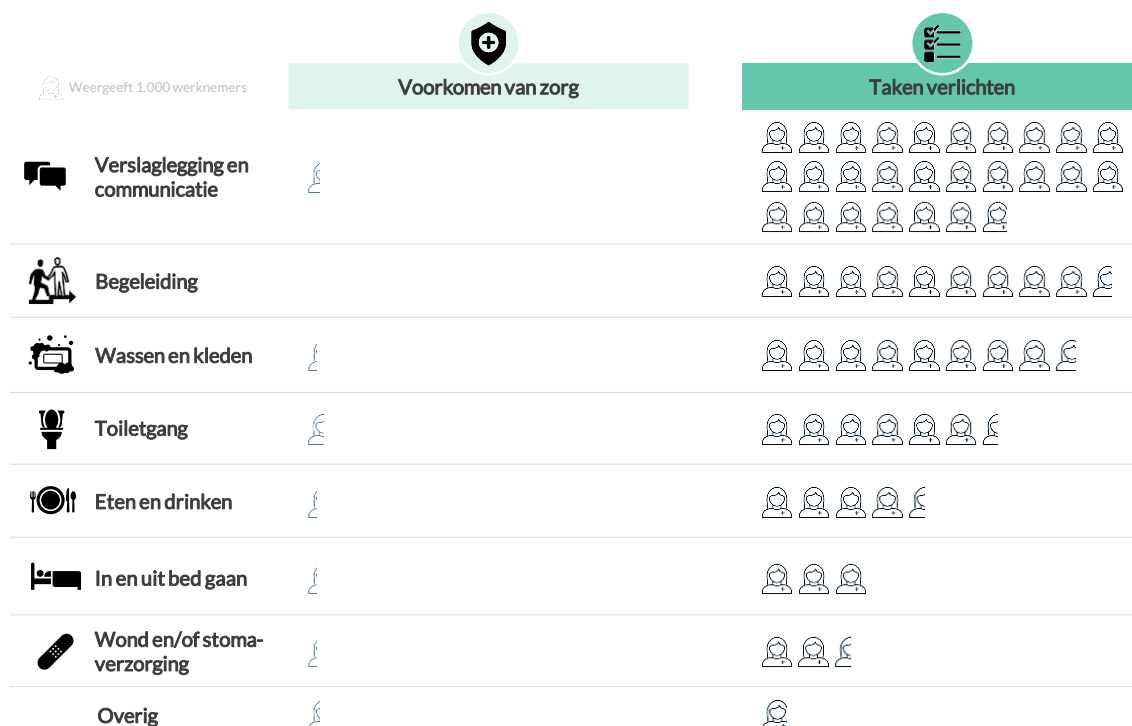 Weergeeft 1.000 werknemers
Voorkomen van zorg
Taken verlichten
Verslaglegging en
communicatie
Begeleiding
Wassen en kleden
Toiletgang
Eten en drinken
In en uit bed gaan
Wond en/of stoma-
verzorging
Overig